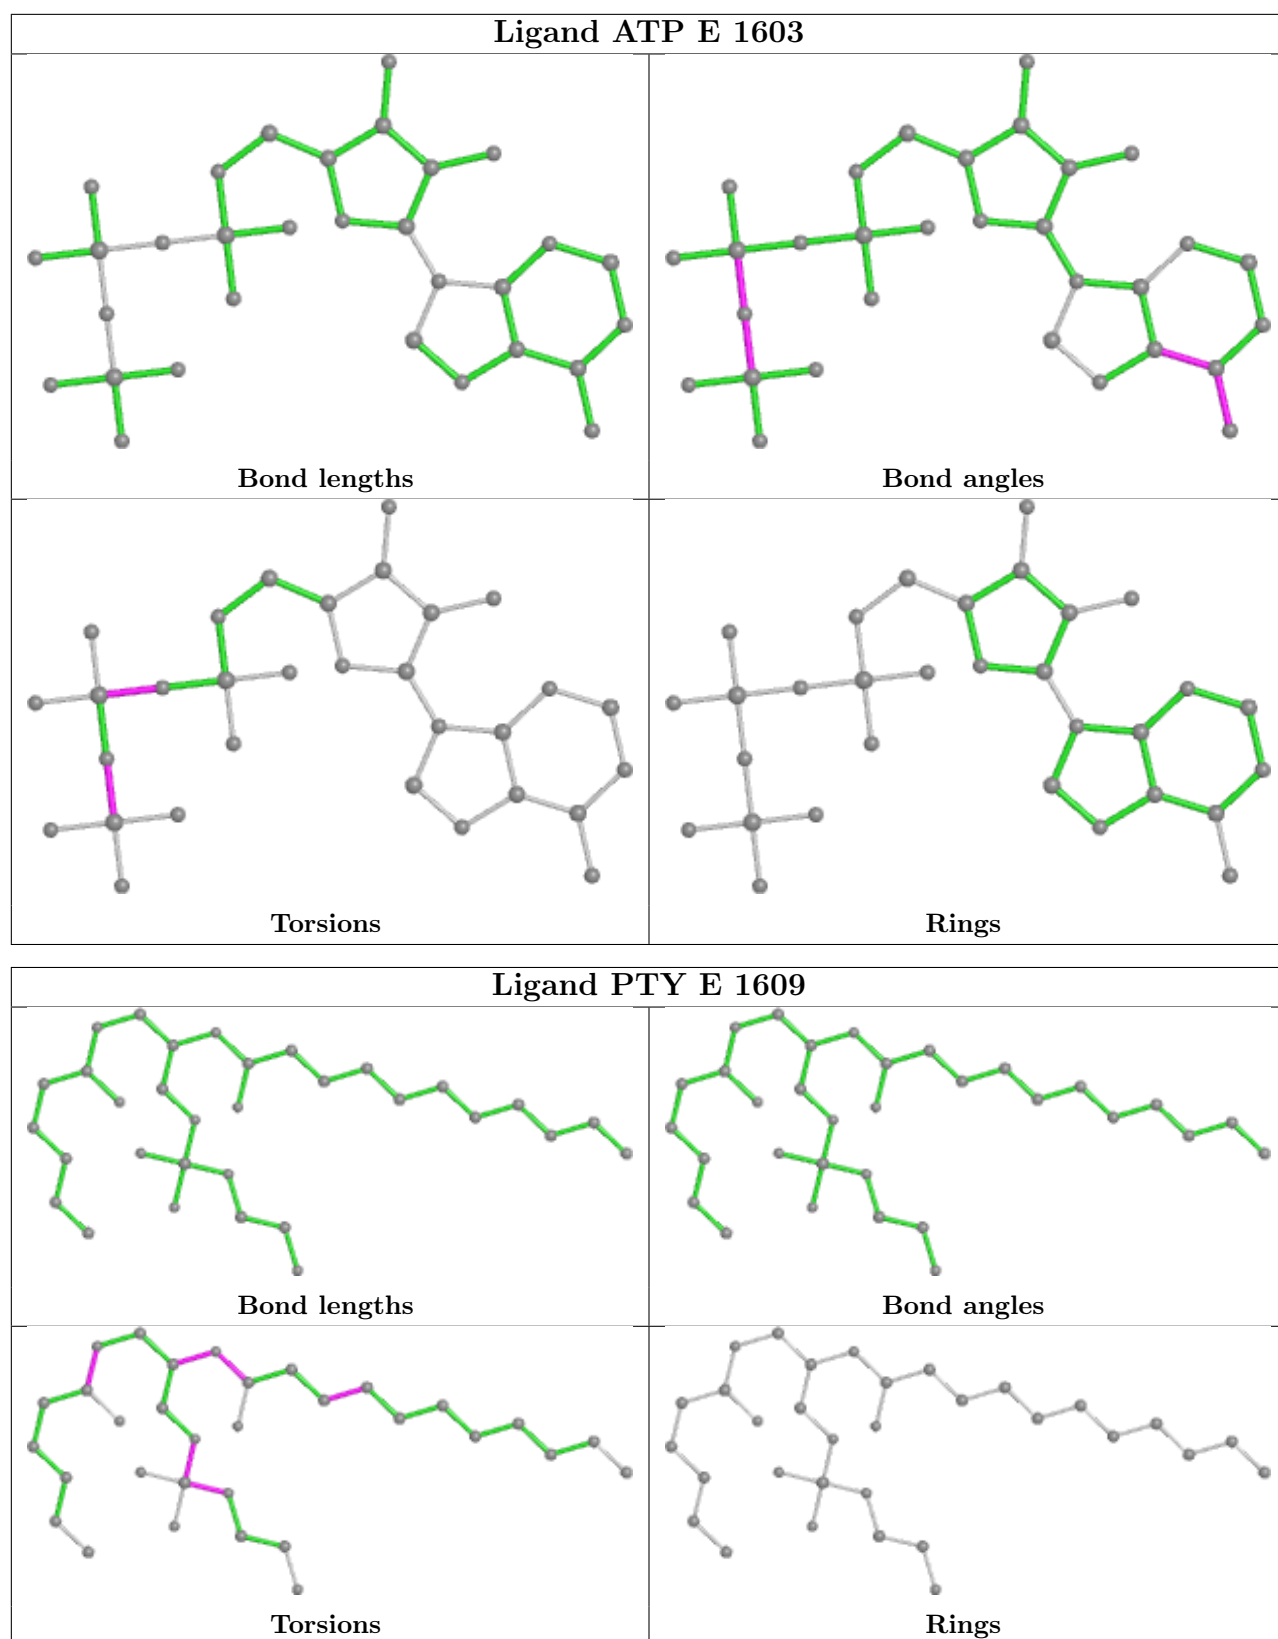 Ligand ATP E 1603
Bond lengths
Bond angles
Torsions
Rings
Ligand PTY E 1609
Bond lengths
Bond angles
Torsions
Rings